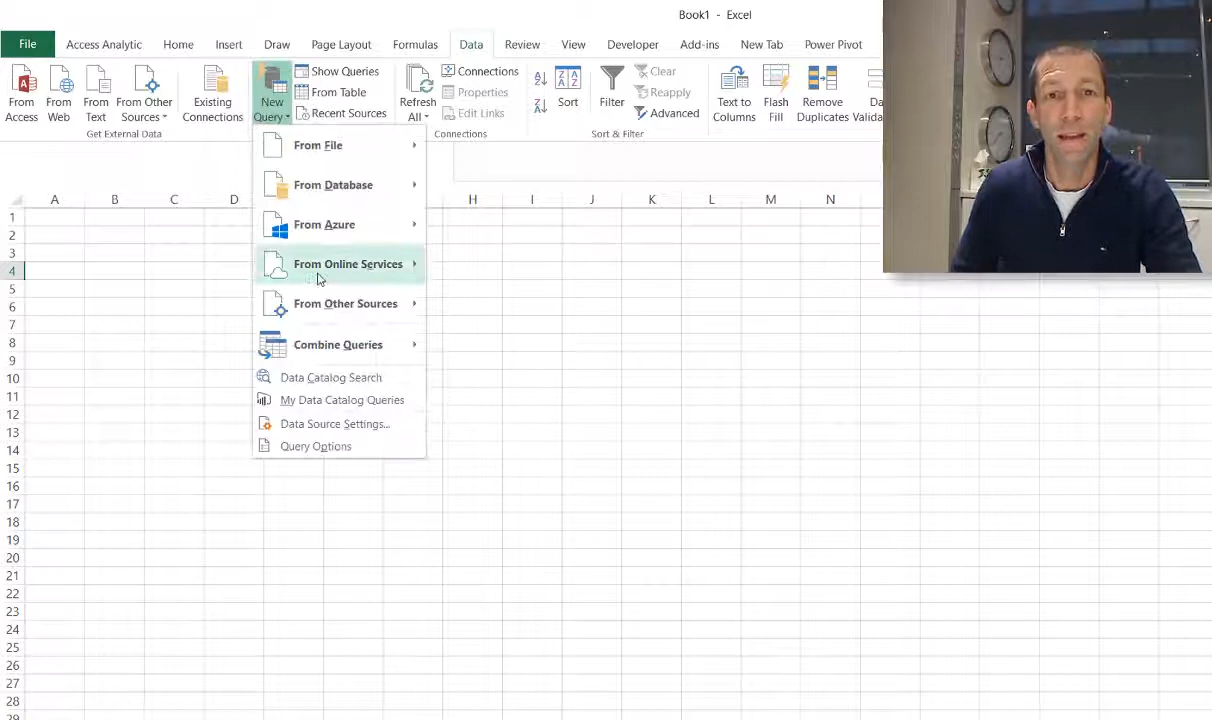 Book1 - Excel
File Access Analytic Home Insert Draw Page Layout Formulas Data Review View Developer Add-ins New Tab Power Pivot
From Access
From Web
From Text
From Other Sources
Get External Data
Existing Connections
New Query
Show Queries
From Table
Recent Sources
Refresh All
Connections
Properties
Edit Links
Connections
Sort
Filter
Clear
Reapply
Advanced
Sort & Filter
Text to Columns
Flash Fill
Remove Duplicates
Da
Valida
From File
From Database
From Azure
From Online Services
From Other Sources
Combine Queries
Data Catalog Search
My Data Catalog Queries
Data Source Settings...
Query Options
A B C D H I J K L M N
1
2
3
4
5
6
7
8
9
10
11
12
13
14
15
16
17
18
19
20
21
22
23
24
25
26
27
28
29